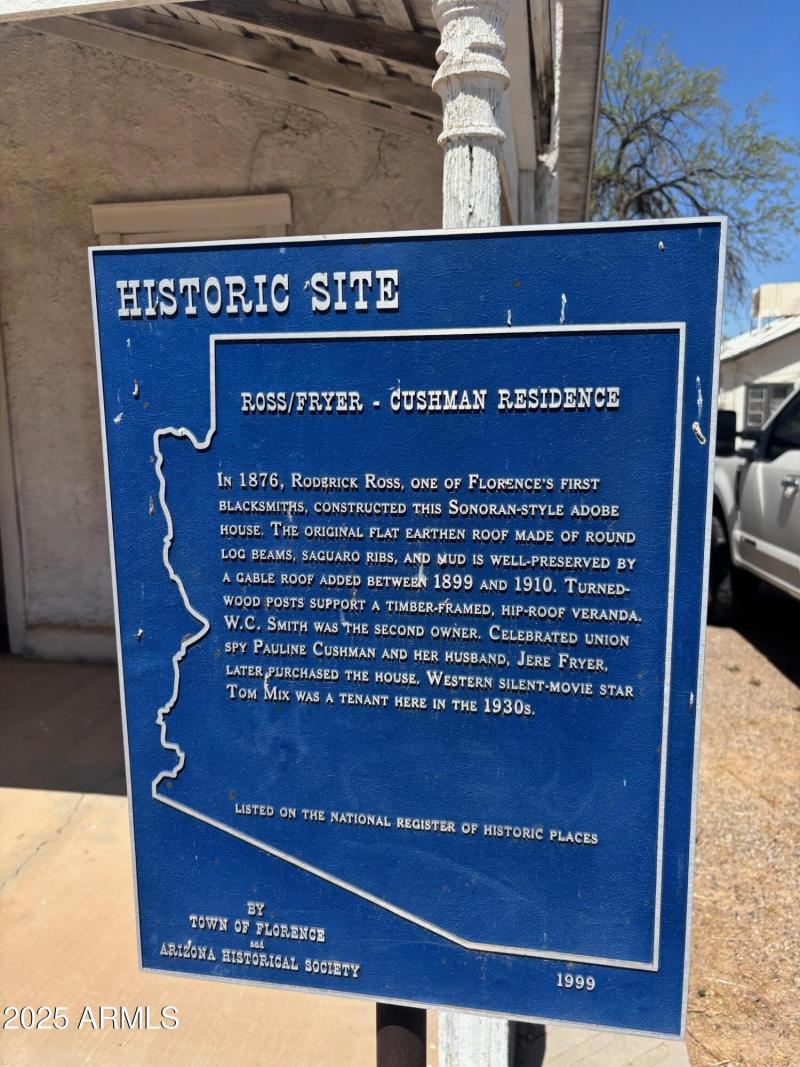 HISTORIC SITE
ROSS/FRYER - CUSHMAN RESIDENCE
IN 1876, RODERICK ROSS, ONE OF FLORENCE'S FIRST
BLACKSMITHS, CONSTRUCTED THIS SONORAN-STYLE ADOBE
HOUSE. THE ORIGINAL FLAT EARTHEN ROOF MADE OF ROUND
LOG BEAMS, SAGUARO RIBS, AND MUD IS WELL-PRESERVED BY
A GABLE ROOF ADDED BETWEEN 1899 AND 1910. TURNED-
WOOD POSTS SUPPORT A TIMBER-FRAMED, HIP-ROOF VERANDA.
W.C. SMITH WAS THE SECOND OWNER. CELEBRATED UNION
SPY PAULINE CUSHMAN AND HER HUSBAND, JERE FRYER,
LATER PURCHASED THE HOUSE. WESTERN SILENT-MOVIE STAR
TOM MIX WAS A TENANT HERE IN THE 1930S.
LISTED ON THE NATIONAL REGISTER OF HISTORIC PLACES
BY
TOWN OF FLORENCE
and
ARIZONA HISTORICAL SOCIETY
1999
2025 ARMLS